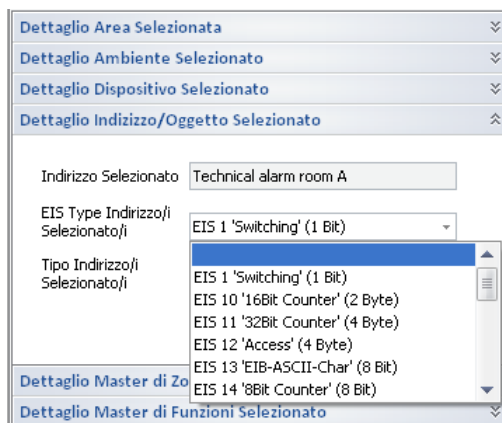 Dettaglio Area Selezionata
Dettaglio Ambiente Selezionato
Dettaglio Dispositivo Selezionato
Dettaglio Indizizzo/Oggetto Selezionato
Indirizzo Selezionato Technical alarm room A
EIS Type Indirizzo/i
Selezionato/i
EIS 1 'Switching' (1 Bit)
Tipo Indirizzo/i
Selezionato/i
EIS 1 'Switching' (1 Bit)
EIS 10 '16Bit Counter' (2 Byte)
EIS 11 '32Bit Counter' (4 Byte)
EIS 12 'Access' (4 Byte)
EIS 13 'EIB-ASCII-Char' (8 Bit)
EIS 14 '8Bit Counter' (8 Bit)
Dettaglio Master di Zo
Dettaglio Master di Funzioni Selezionato